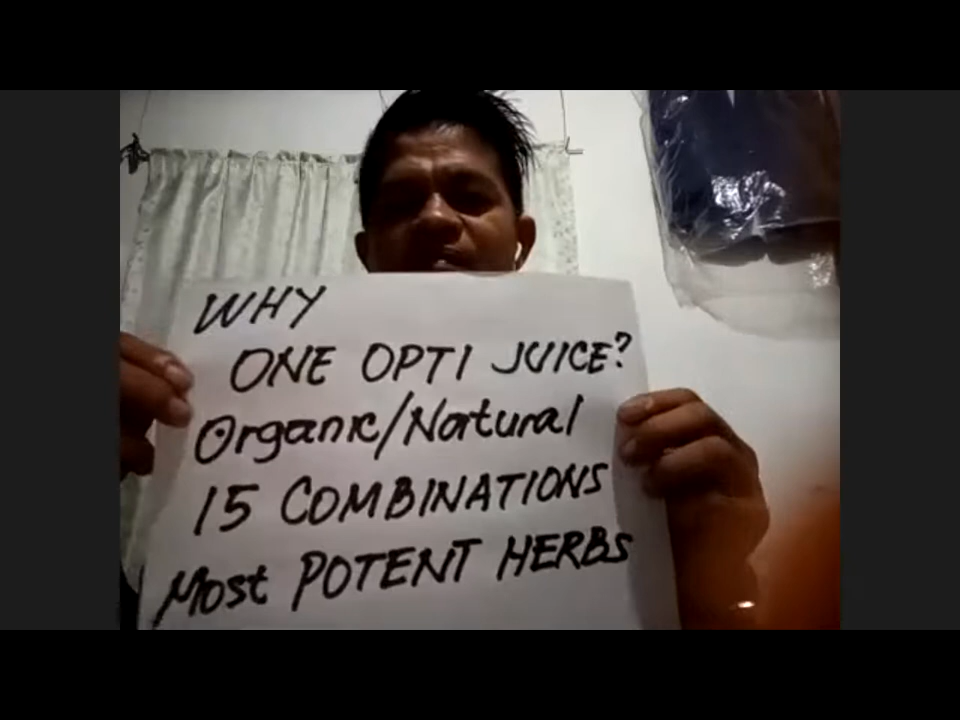 WHY
ONE OPTI JUICE?
Organic/Natural
15 COMBINATIONS
Most POTENT HERBS